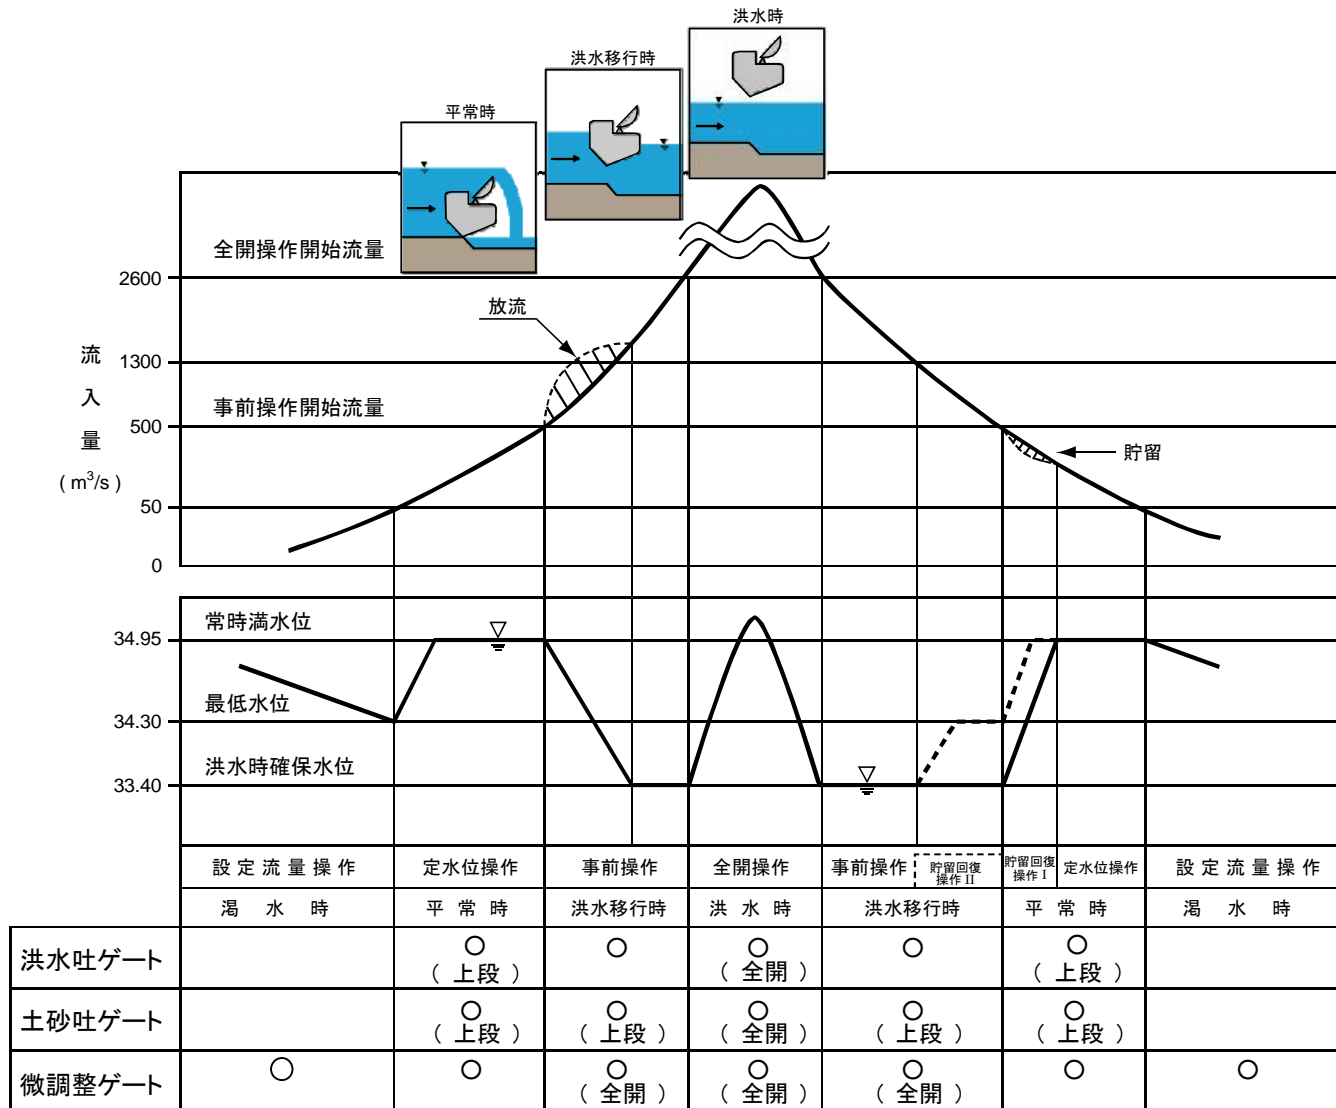 洪水時
洪水移行時
平常時
全開操作開始流量
2600
放流
流
入
量
(m³/s)
1300
事前操作開始流量
500
貯留
50
0
常時満水位
34.95
最低水位
34.30
洪水時確保水位
33.40
設定流量操作 定水位操作 事前操作 全開操作 事前操作 貯留回復操作 II 貯留回復操作 I 定水位操作 設定流量操作
渇水時 平常時 洪水移行時 洪水時 洪水移行時 平常時 渇水時
洪水吐ゲート ○(上段) ○ ○(全開) ○ ○(上段)
土砂吐ゲート ○(上段) ○(上段) ○(全開) ○(上段) ○(上段)
微調整ゲート ○ ○ ○(全開) ○(全開) ○(全開) ○ ○